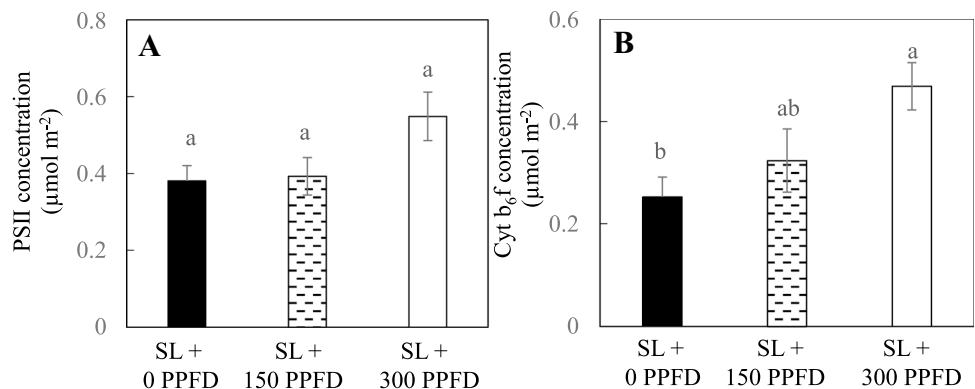 A
PSII concentration
(µmol m-2)
0.8
0.6
0.4
0.2
0
a
a
a
SL +
0 PPFD
SL +
150 PPFD
SL +
300 PPFD
B
Cyt b6f concentration
(µmol m-2)
0.6
0.4
0.2
0
b
ab
a
SL +
0 PPFD
SL +
150 PPFD
SL +
300 PPFD